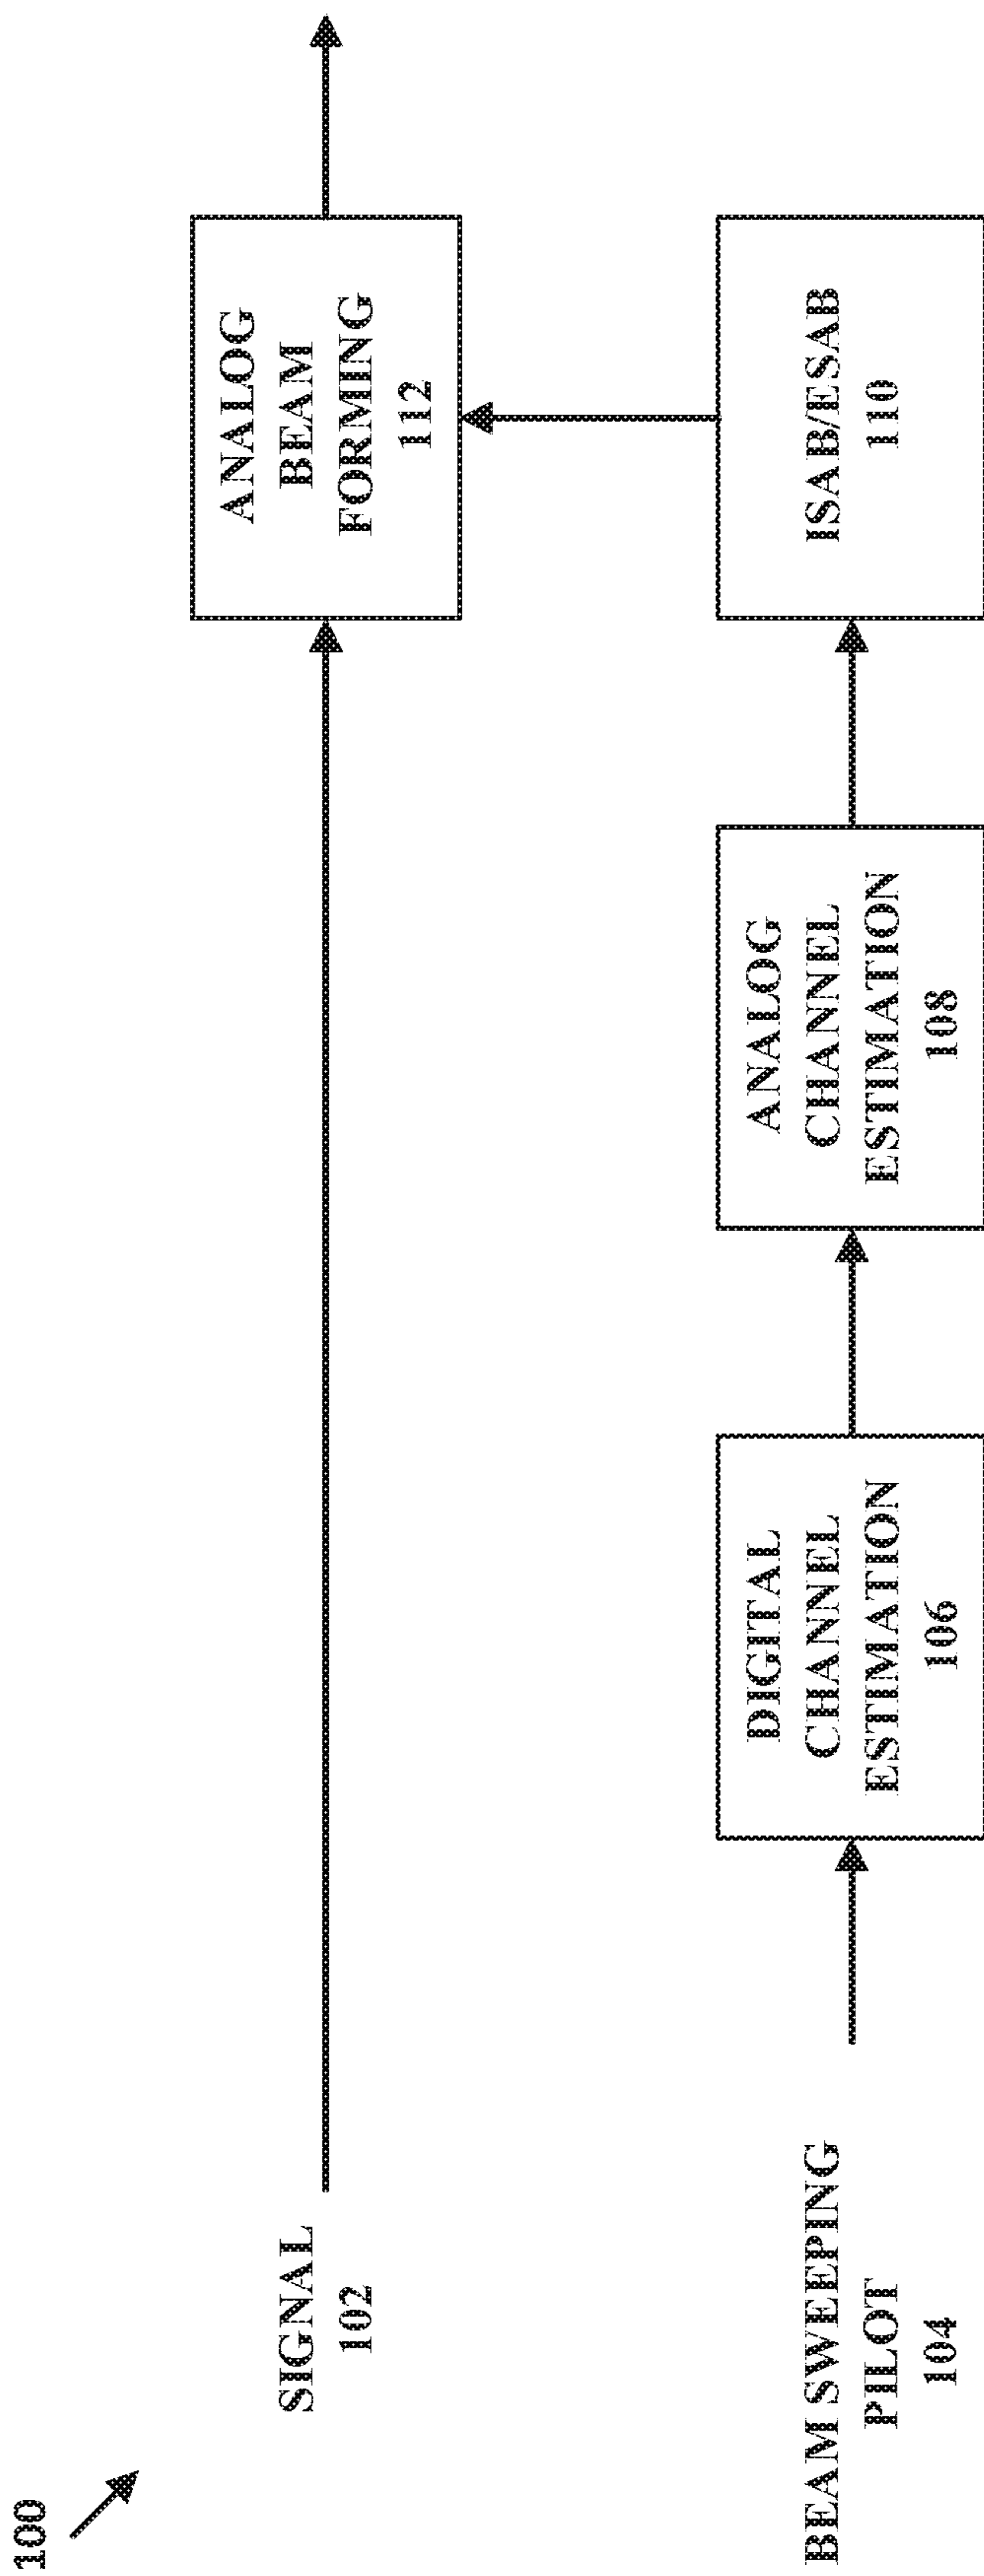 100
SIGNAL
102
ANALOG
BEAM
FORMING
112
BEAM SWEEPING
PILOT
104
DIGITAL
CHANNEL
ESTIMATION
106
ANALOG
CHANNEL
ESTIMATION
108
ISAB/ESAB
110